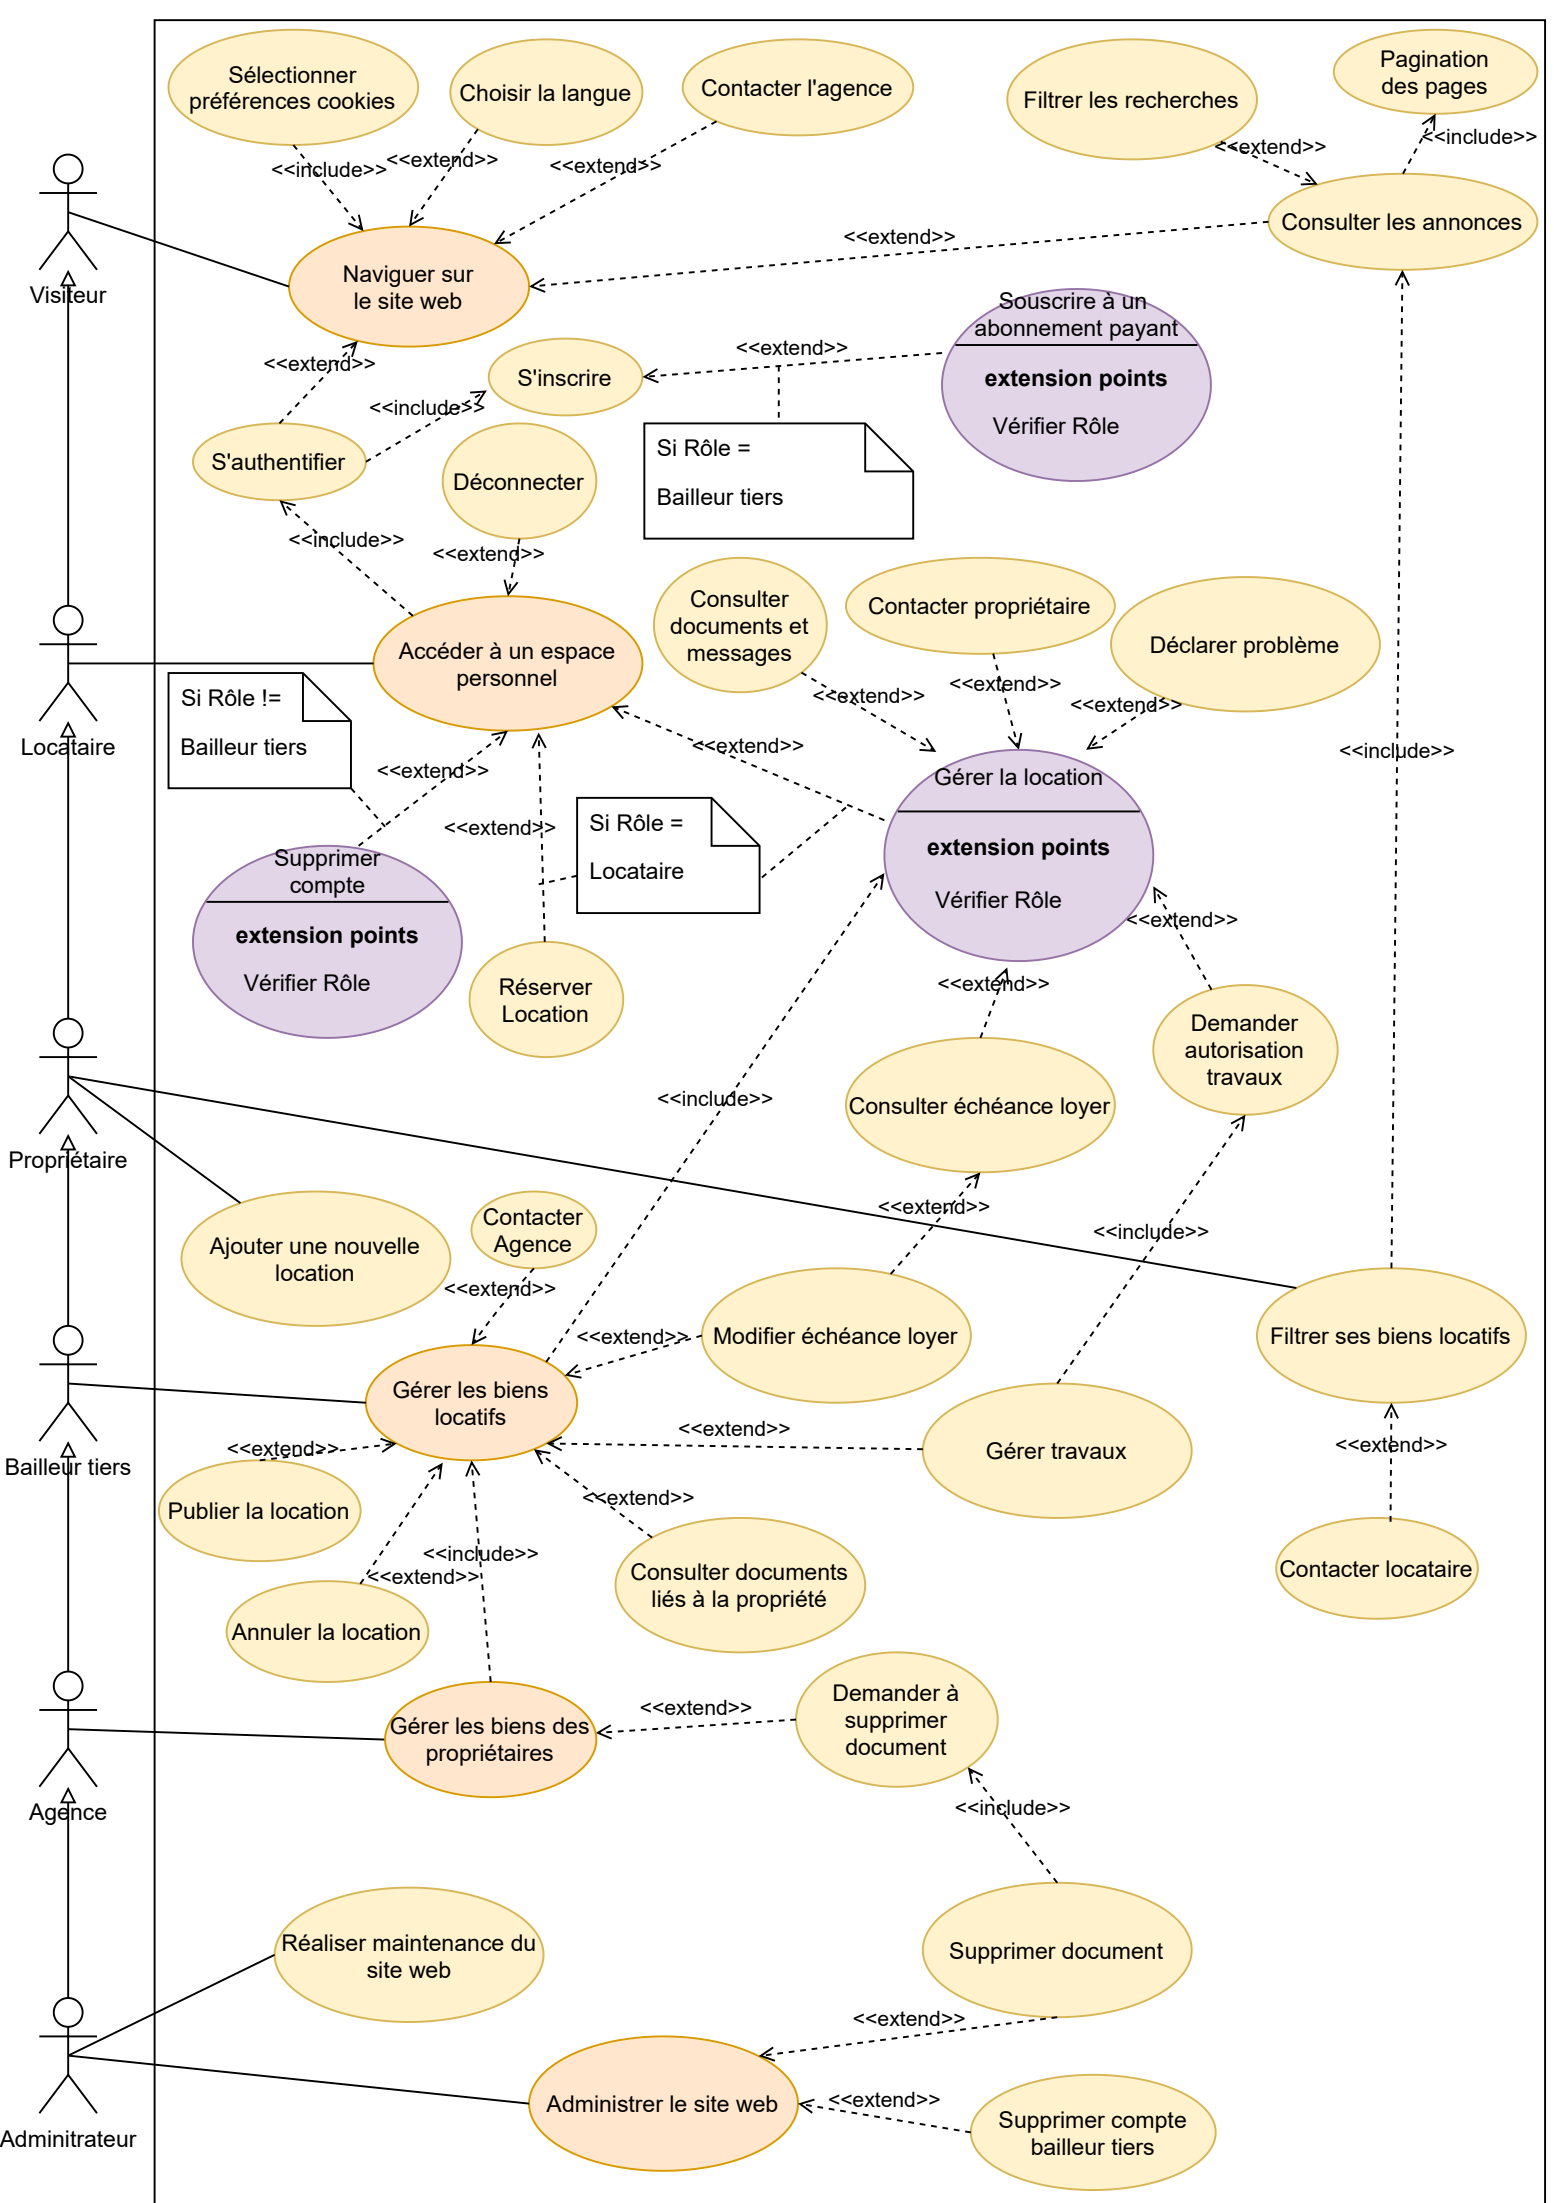 Sélectionner
préférences cookies
Choisir la langue
Contacter l'agence
Filtrer les recherches
Pagination
des pages
<<include>>
<<extend>>
<<extend>>
<<extend>>
<<include>>
Visiteur
Naviguer sur
le site web
<<extend>>
Consulter les annonces
Souscrire à un
abonnement payant
extension points
Vérifier Rôle
<<extend>>
S'inscrire
<<extend>>
<<include>>
S'authentifier
Déconnecter
Si Rôle =
Bailleur tiers
<<include>>
<<extend>>
Consulter
documents et
messages
Contacter propriétaire
Déclarer problème
Accéder à un espace
personnel
Locataire
Si Rôle !=
Bailleur tiers
<<extend>>
<<extend>>
<<extend>>
<<extend>>
<<include>>
<<extend>>
<<extend>>
Si Rôle =
Locataire
Gérer la location
extension points
Vérifier Rôle
Supprimer
compte
extension points
Vérifier Rôle
Réserver
Location
<<extend>>
<<extend>>
Demander
autorisation
travaux
Propriétaire
<<include>>
Consulter échéance loyer
Ajouter une nouvelle
location
Contacter
Agence
<<extend>>
<<include>>
<<extend>>
<<extend>>
Modifier échéance loyer
Filtrer ses biens locatifs
Bailleur tiers
Gérer les biens
locatifs
<<extend>>
<<extend>>
Gérer travaux
<<extend>>
Publier la location
<<extend>>
<<include>>
<<extend>>
Consulter documents
liés à la propriété
Contacter locataire
Annuler la location
Agence
Gérer les biens des
propriétaires
<<extend>>
Demander à
supprimer
document
<<include>>
Réaliser maintenance du
site web
Supprimer document
<<extend>>
Adminitrateur
Administrer le site web
<<extend>>
Supprimer compte
bailleur tiers